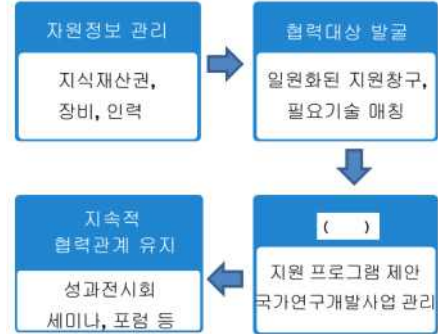 자원정보 관리
지식재산권,
장비, 인력
협력대상 발굴
일원화된 지원창구,
필요기술 매칭
( )
지원 프로그램 제안
국가연구개발사업 관리
지속적
협력관계 유지
성과전시회
세미나, 포럼 등